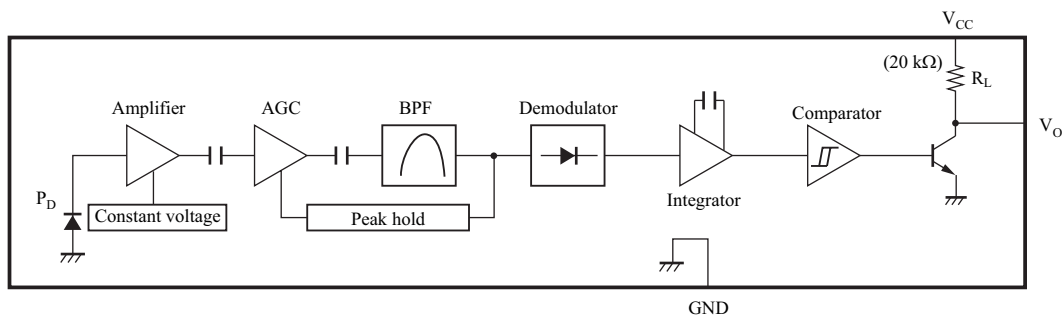 V_CC
(20 kΩ)
R_L
Amplifier
AGC
BPF
Demodulator
Comparator
V_O
P_D
Constant voltage
Peak hold
Integrator
GND